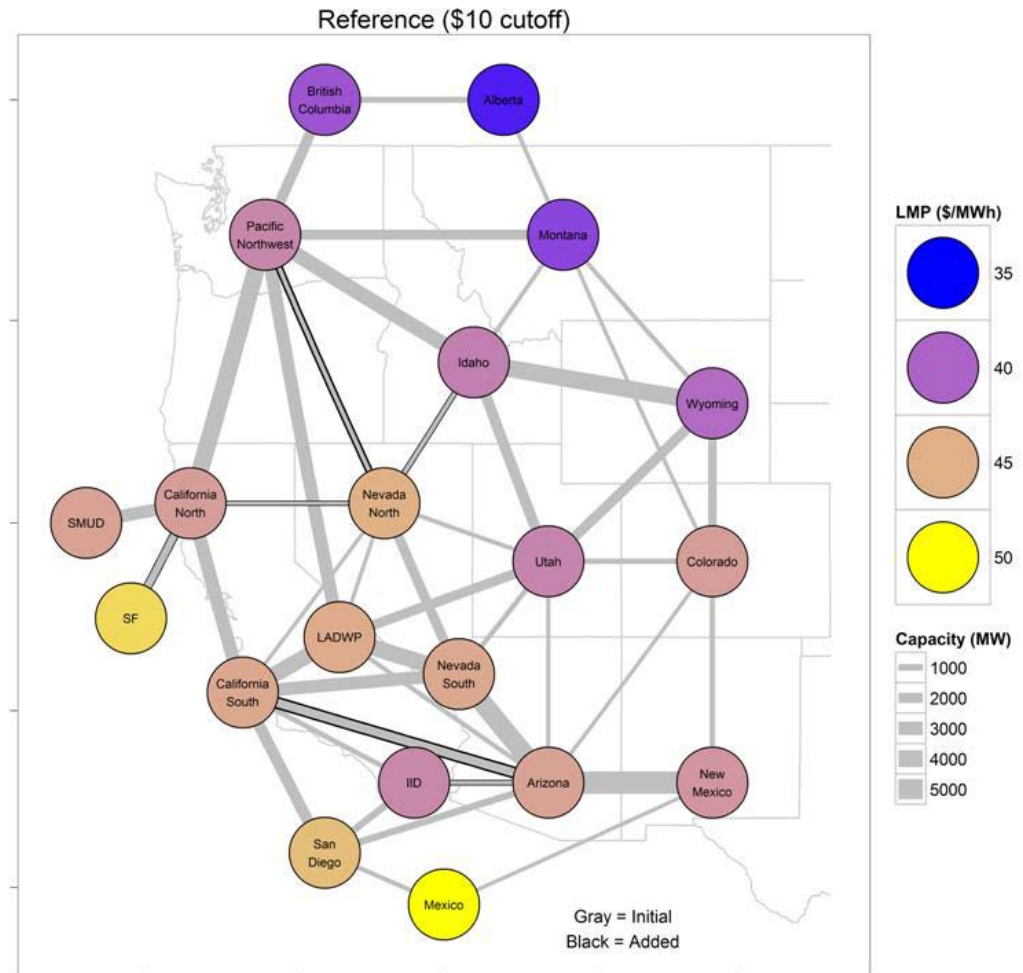 Reference ($10 cutoff)
British
Columbia
Alberta
Pacific
Northwest
Montana
Idaho
Wyoming
California
North
Nevada
North
SMUD
Utah
Colorado
SF
LADWP
Nevada
South
California
South
IID
Arizona
New
Mexico
San
Diego
Mexico
Gray = Initial
Black = Added
LMP ($/MWh)
35
40
45
50
Capacity (MW)
1000
2000
3000
4000
5000